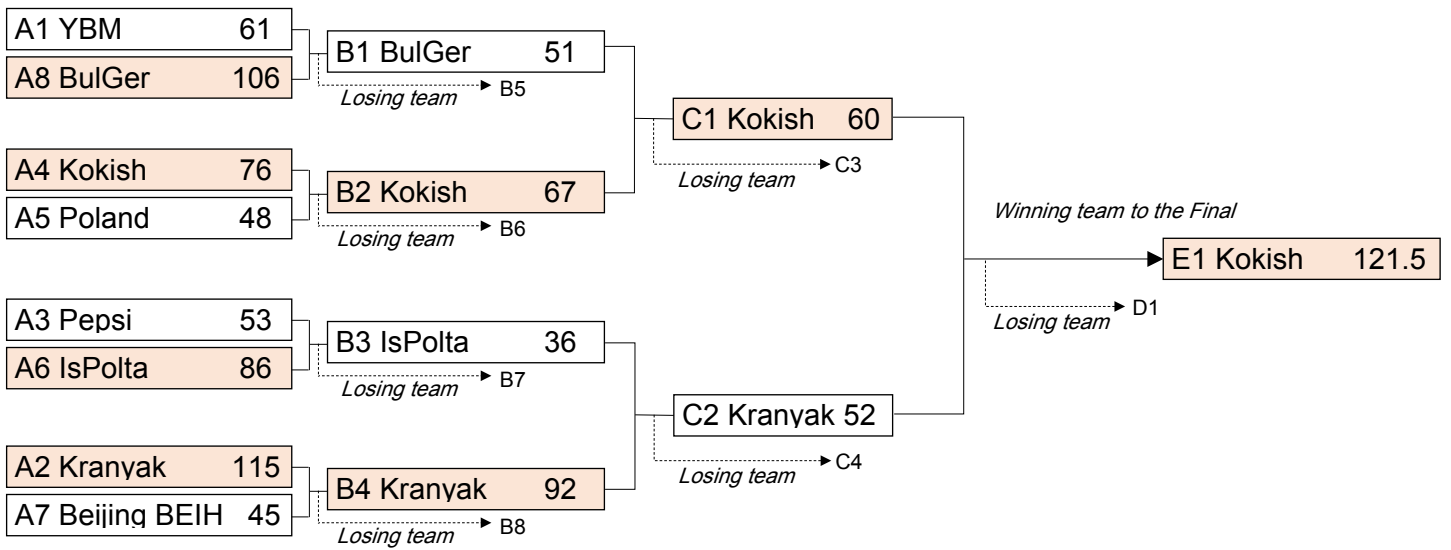 A1 YBM 61
A8 BulGer 106
B1 BulGer 51
Losing team B5
A4 Kokish 76
A5 Poland 48
B2 Kokish 67
Losing team B6
C1 Kokish 60
Losing team C3
A3 Pepsi 53
A6 IsPolta 86
B3 IsPolta 36
Losing team B7
A2 Kranyak 115
A7 Beijing BEIH 45
B4 Kranyak 92
Losing team B8
C2 Kranyak 52
Losing team C4
Winning team to the Final
E1 Kokish 121.5
Losing team D1